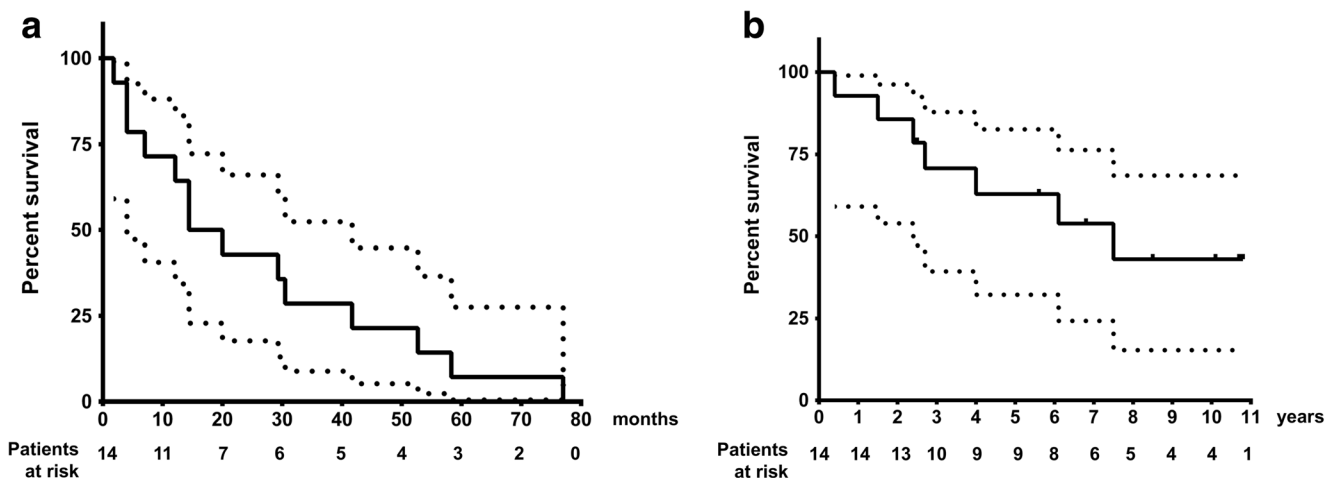 a
Percent survival
100
75
50
25
0
0 10 20 30 40 50 60 70 80 months
Patients at risk
14 11 7 6 5 4 3 2 0
b
Percent survival
100
75
50
25
0
0 1 2 3 4 5 6 7 8 9 10 11 years
Patients at risk
14 14 13 10 9 9 8 6 5 4 4 1